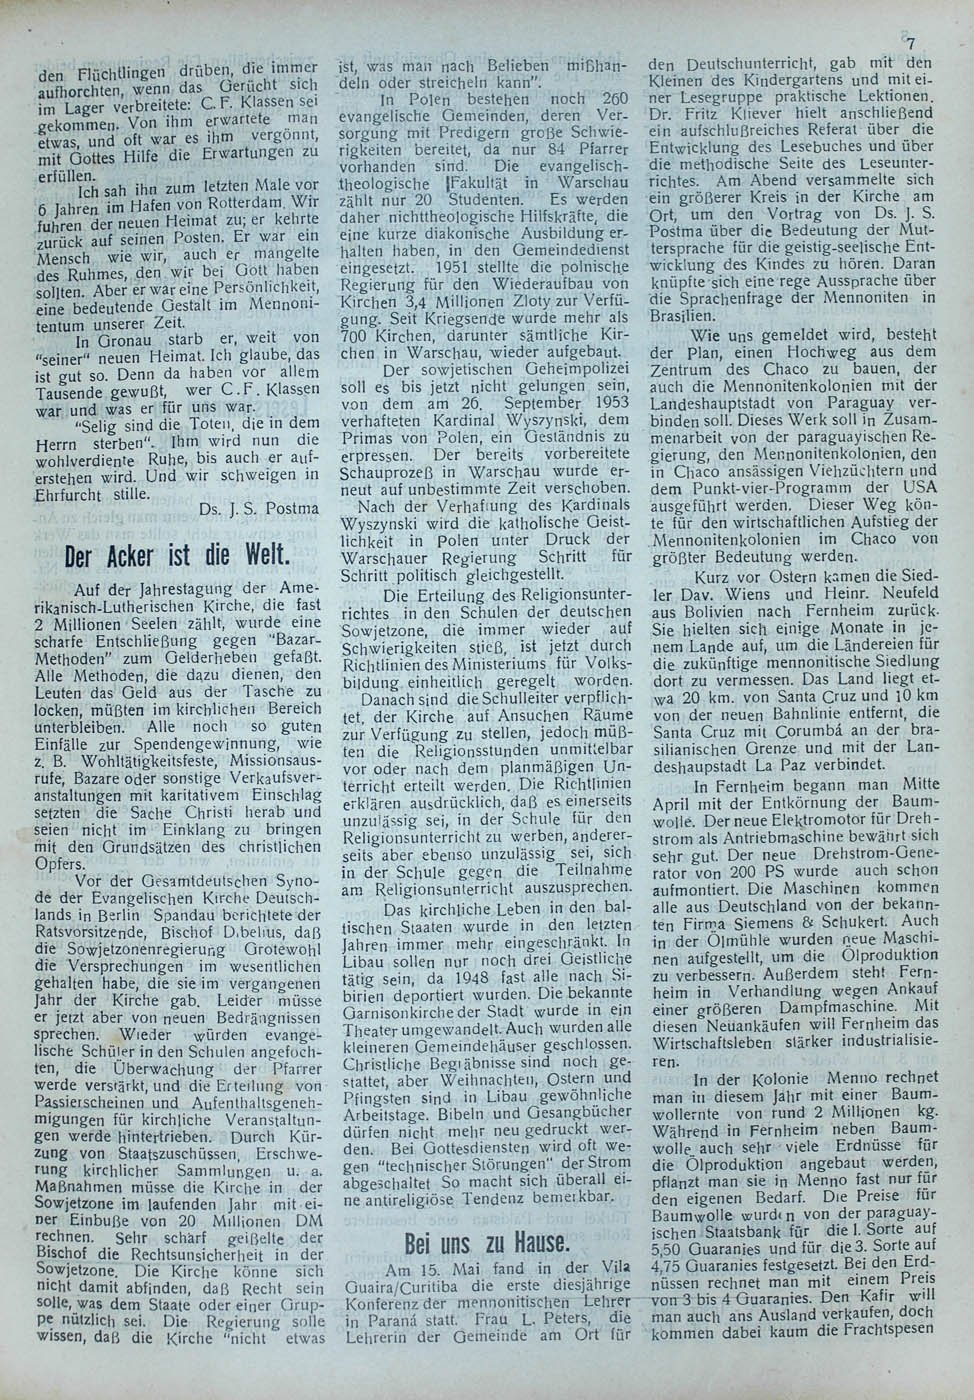 7
den Flüchtlingen drüben, die immer
aufhorchten, wenn das Gerücht sich
im Lager verbreitete: C. F. Klassen sei
gekommen. Von ihm erwartete man
etwas, und oft war es ihm vergönnt,
mit Gottes Hilfe die Erwartungen zu
erfüllen.
Ich sah ihn zum letzten Male vor
6 Jahren im Hafen von Rotterdam. Wir
fuhren der neuen Heimat zu; er kehrte
zurück auf seinen Posten. Er war ein
Mensch wie wir, auch er mangelte
des Ruhmes, den wir bei Gott haben
sollten. Aber er war eine Persönlichkeit,
eine bedeutende Gestalt im Mennoni-
tentum unserer Zeit.
In Gronau starb er, weit von
"seiner" neuen Heimat. Ich glaube, das
ist gut so. Denn da haben vor allem
Tausende gewußt, wer C. F. Klassen
war und was er für uns war.
"Selig sind die Toten, die in dem
Herrn sterben". Ihm wird nun die
wohlverdiente Ruhe, bis auch er auf-
erstehen wird. Und wir schweigen in
Ehrfurcht stille.
Ds. J. S. Postma
Der Acker ist die Welt.
Auf der Jahrestagung der Ame-
rikanisch-Lutherischen Kirche, die fast
2 Millionen Seelen zählt, wurde eine
scharfe Entschließung gegen "Bazar-
Methoden" zum Gelderheben gefaßt.
Alle Methoden, die dazu dienen, den
Leuten das Geld aus der Tasche zu
locken, müßten im kirchlichen Bereich
unterbleiben. Alle noch so guten
Einfälle zur Spendengewinnung, wie
z. B. Wohltätigkeitsfeste, Missionsaus-
rufe, Bazare oder sonstige Verkaufsver-
anstaltungen mit karitativem Einschlag
setzten die Sache Christi herab und
seien nicht im Einklang zu bringen
mit den Grundsätzen des christlichen
Opfers.
Vor der Gesamtdeutschen Syno-
de der Evangelischen Kirche Deutsch-
lands in Berlin Spandau berichtete der
Ratsvorsitzende, Bischof Dibelius, daß
die Sowjetzonenregierung Grotewohl
die Versprechungen im wesentlichen
gehalten habe, die sie im vergangenen
Jahr der Kirche gab. Leider müsse
er jetzt aber von neuen Bedrängnissen
sprechen. Wieder würden evange-
lische Schüler in den Schulen angefoch-
ten, die Überwachung der Pfarrer
werde verstärkt, und die Erteilung von
Passierscheinen und Aufenthaltsgeneh-
migungen für kirchliche Veranstaltun-
gen werde hintertrieben. Durch Kür-
zung von Staatszuschüssen, Erschwe-
rung kirchlicher Sammlungen u. a.
Maßnahmen müsse die Kirche in der
Sowjetzone im laufenden Jahr mit ei-
ner Einbuße von 20 Millionen DM
rechnen. Sehr scharf geißelte der
Bischof die Rechtsunsicherheit in der
Sowjetzone. Die Kirche könne sich
nicht damit abfinden, daß Recht sein
solle, was dem Staate oder einer Grup-
pe nützlich sei. Die Regierung solle
wissen, daß die Kirche "nicht etwas
ist, was man nach Belieben mißhan-
deln oder streicheln kann".
In Polen bestehen noch 260
evangelische Gemeinden, deren Ver-
sorgung mit Predigern große Schwie-
rigkeiten bereitet, da nur 84 Pfarrer
vorhanden sind. Die evangelisch-
theologische Fakultät in Warschau
zählt nur 20 Studenten. Es werden
daher nichttheologische Hilfskräfte, die
eine kurze diakonische Ausbildung er-
halten haben, in den Gemeindedienst
eingesetzt. 1951 stellte die polnische
Regierung für den Wiederaufbau von
Kirchen 3,4 Millionen Zloty zur Verfü-
gung. Seit Kriegsende wurde mehr als
700 Kirchen, darunter sämtliche Kir-
chen in Warschau, wieder aufgebaut.
Der sowjetischen Geheimpolizei
soll es bis jetzt nicht gelungen sein,
von dem am 26. September 1953
verhafteten Kardinal Wyszynski, dem
Primas von Polen, ein Geständnis zu
erpressen. Der bereits vorbereitete
Schauprozeß in Warschau wurde er-
neut auf unbestimmte Zeit verschoben.
Nach der Verhaftung des Kardinals
Wyszynski wird die katholische Geist-
lichkeit in Polen unter Druck der
Warschauer Regierung Schritt für
Schritt politisch gleichgestellt.
Die Erteilung des Religionsunter-
richtes in den Schulen der deutschen
Sowjetzone, die immer wieder auf
Schwierigkeiten stieß, ist jetzt durch
Richtlinien des Ministeriums für Volks-
bildung einheitlich geregelt worden.
Danach sind die Schulleiter verpflich-
tet, der Kirche auf Ansuchen Räume
zur Verfügung zu stellen, jedoch müß-
ten die Religionsstunden unmittelbar
vor oder nach dem planmäßigen Un-
terricht erteilt werden. Die Richtlinien
erklären ausdrücklich, daß es einerseits
unzulässig sei, in der Schule für den
Religionsunterricht zu werben, anderer-
seits aber ebenso unzulässig sei, sich
in der Schule gegen die Teilnahme
am Religionsunterricht auszusprechen.
Das kirchliche Leben in den bal-
tischen Staaten wurde in den letzten
Jahren immer mehr eingeschränkt. In
Libau sollen nur noch drei Geistliche
tätig sein, da 1948 fast alle nach Si-
birien deportiert wurden. Die bekannte
Garnisonkirche der Stadt wurde in ein
Theater umgewandelt. Auch wurden alle
kleineren Gemeindehäuser geschlossen.
Christliche Begräbnisse sind noch ge-
stattet, aber Weihnachten, Ostern und
Pfingsten sind in Libau gewöhnliche
Arbeitstage. Bibeln und Gesangbücher
dürfen nicht mehr neu gedruckt wer-
den. Bei Gottesdiensten wird oft we-
gen "technischer Störungen" der Strom
abgeschaltet So macht sich überall ei-
ne antireligiöse Tendenz bemerkbar.
Bei uns zu Hause.
Am 15. Mai fand in der Vila
Guaira/Curitiba die erste diesjährige
Konferenz der mennonitischen Lehrer
in Paraná statt. Frau L. Peters, die
Lehrerin der Gemeinde am Ort für
den Deutschunterricht, gab mit den
Kleinen des Kindergartens und mit ei-
ner Lesegruppe praktische Lektionen.
Dr. Fritz Kliever hielt anschließend
ein aufschlußreiches Referat über die
Entwicklung des Lesebuches und über
die methodische Seite des Leseunter-
richtes. Am Abend versammelte sich
ein größerer Kreis in der Kirche am
Ort, um den Vortrag von Ds. J. S.
Postma über die Bedeutung der Mut-
tersprache für die geistig-seelische Ent-
wicklung des Kindes zu hören. Daran
knüpfte sich eine rege Aussprache über
die Sprachenfrage der Mennoniten in
Brasilien.
Wie uns gemeldet wird, besteht
der Plan, einen Hochweg aus dem
Zentrum des Chaco zu bauen, der
auch die Mennonitenkolonien mit der
Landeshauptstadt von Paraguay ver-
binden soll. Dieses Werk soll in Zusam-
menarbeit von der paraguayischen Re-
gierung, den Mennonitenkolonien, den
in Chaco ansässigen Viehzüchtern und
dem Punkt-vier-Programm der USA
ausgeführt werden. Dieser Weg könn-
te für den wirtschaftlichen Aufstieg der
Mennonitenkolonien im Chaco von
größter Bedeutung werden.
Kurz vor Ostern kamen die Sied-
ler Dav. Wiens und Heinr. Neufeld
aus Bolivien nach Fernheim zurück.
Sie hielten sich einige Monate in je-
nem Lande auf, um die Ländereien für
die zukünftige mennonitische Siedlung
dort zu vermessen. Das Land liegt et-
wa 20 km. von Santa Cruz und 10 km
von der neuen Bahnlinie entfernt, die
Santa Cruz mit Corumbá an der bra-
silianischen Grenze und mit der Lan-
deshauptstadt La Paz verbindet.
In Fernheim begann man Mitte
April mit der Entkörnung der Baum-
wolle. Der neue Elektromotor für Dreh-
strom als Antriebmaschine bewährt sich
sehr gut. Der neue Drehstrom-Gene-
rator von 200 PS wurde auch schon
aufmontiert. Die Maschinen kommen
alle aus Deutschland von der bekann-
ten Firma Siemens & Schukert. Auch
in der Ölmühle wurden neue Maschi-
nen aufgestellt, um die Ölproduktion
zu verbessern. Außerdem steht Fern-
heim in Verhandlung wegen Ankauf
einer größeren Dampfmaschine. Mit
diesen Neuankäufen will Fernheim das
Wirtschaftsleben stärker industrialisie-
ren.
In der Kolonie Menno rechnet
man in diesem Jahr mit einer Baum-
wollernte von rund 2 Millionen kg.
Während in Fernheim neben Baum-
wolle auch sehr viele Erdnüsse für
die Ölproduktion angebaut werden,
pflanzt man sie in Menno fast nur für
den eigenen Bedarf. Die Preise für
Baumwolle wurden von der paraguay-
ischen Staatsbank für die 1. Sorte auf
5,50 Guaranies und für die 3. Sorte auf
4,75 Guaranies festgesetzt. Bei den Erd-
nüssen rechnet man mit einem Preis
von 3 bis 4 Guaranies. Den Kafir will
man auch ans Ausland verkaufen, doch
kommen dabei kaum die Frachtspesen